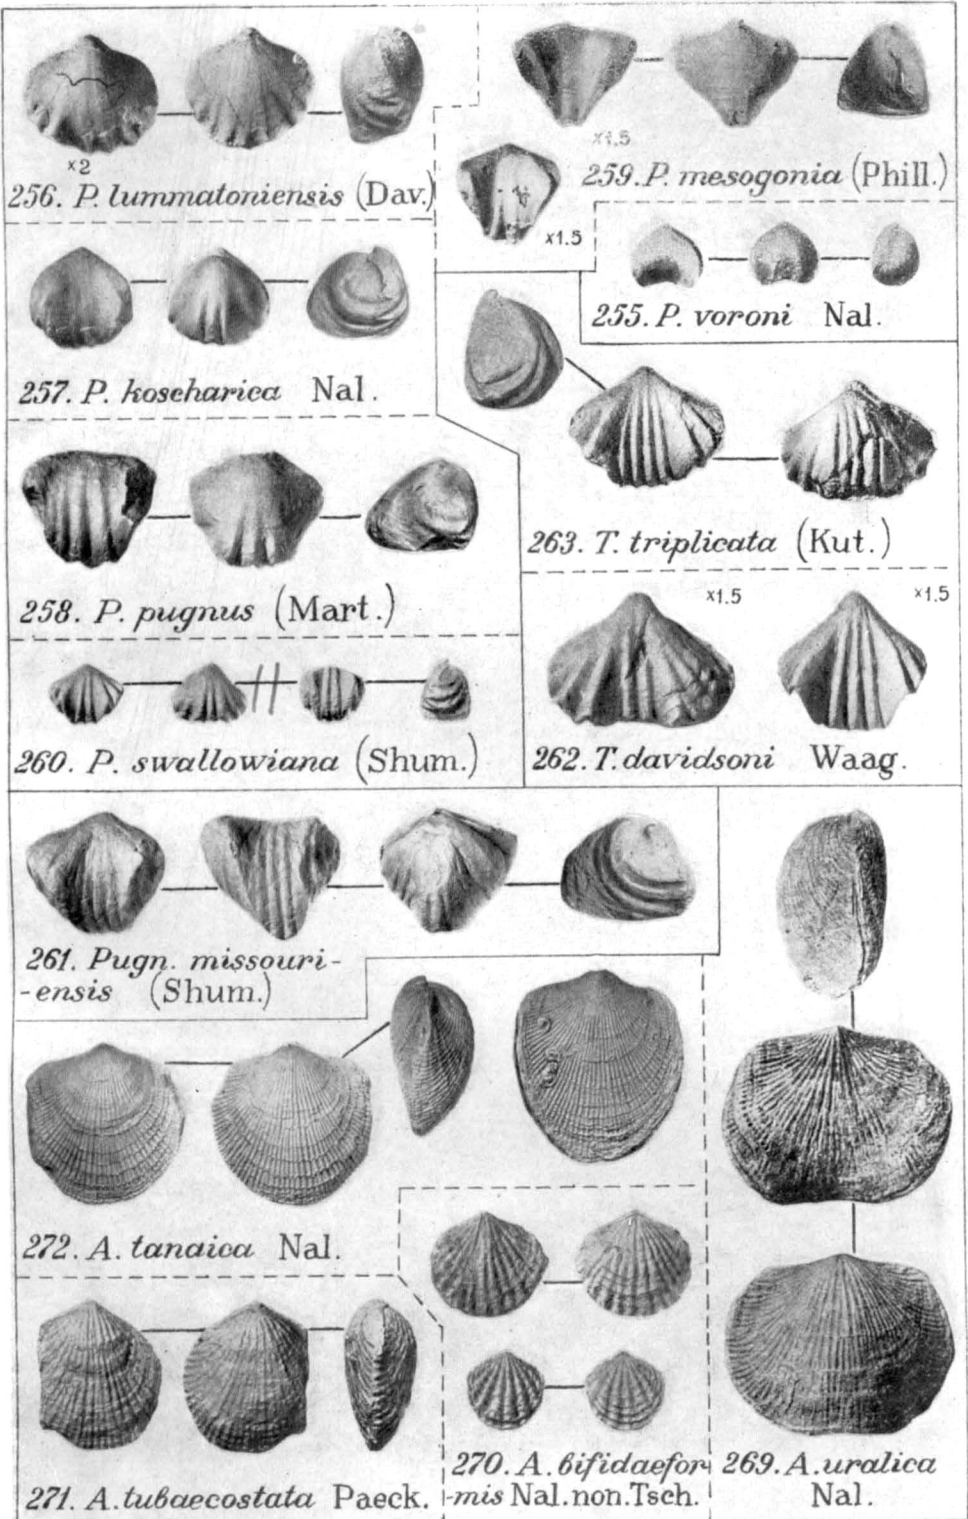 ×2
256. P. lummatoniensis (Dav.)
×1.5
259. P. mesogonia (Phill.)
×1.5
255. P. voroni Nal.
257. P. koscharica Nal.
263. T. triplicata (Kut.)
258. P. pugnus (Mart.)
×1.5
×1.5
260. P. swallowiana (Shum.)
262. T. davidsoni Waag.
261. Pugn. missouri-
-ensis (Shum.)
272. A. tanaica Nal.
271. A. tubaecostata Paeck.
270. A. bifidaefor
-mis Nal. non. Tsch.
269. A. uralica
Nal.